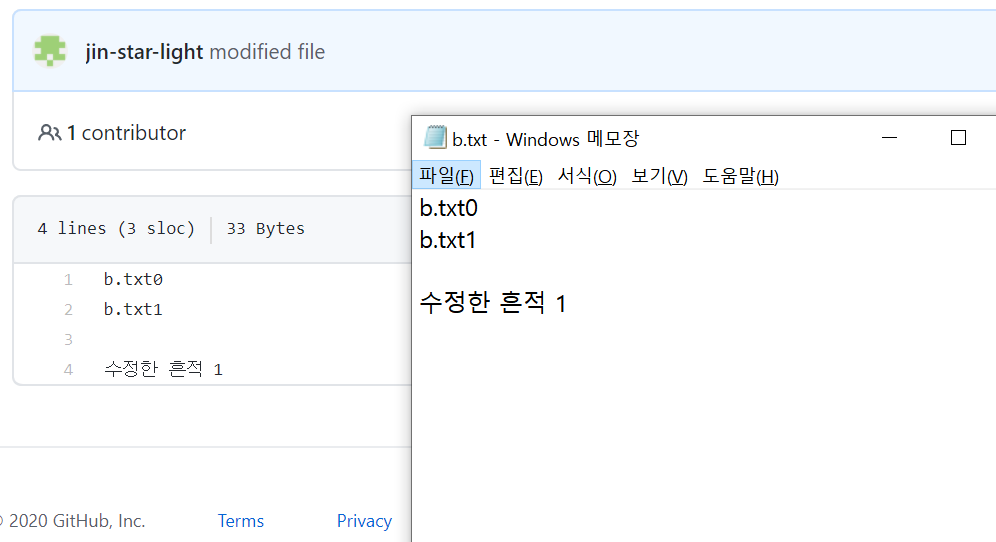 jin-star-light modified file
1 contributor
4 lines (3 sloc) 33 Bytes
1 b.txt0
2 b.txt1
3
4 수정한 흔적 1
© 2020 GitHub, Inc. Terms Privacy
b.txt - Windows 메모장
파일(F) 편집(E) 서식(O) 보기(V) 도움말(H)
b.txt0
b.txt1
수정한 흔적 1